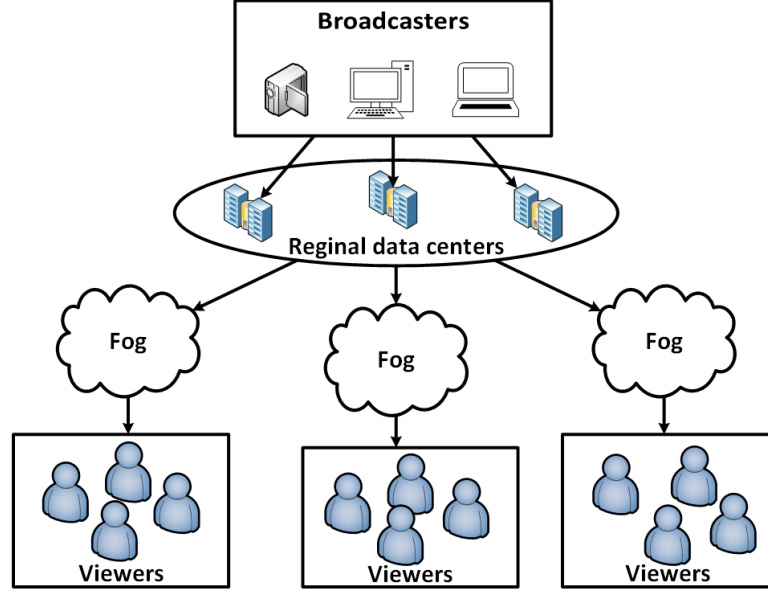 Broadcasters
Reginal data centers
Fog
Fog
Fog
Viewers
Viewers
Viewers